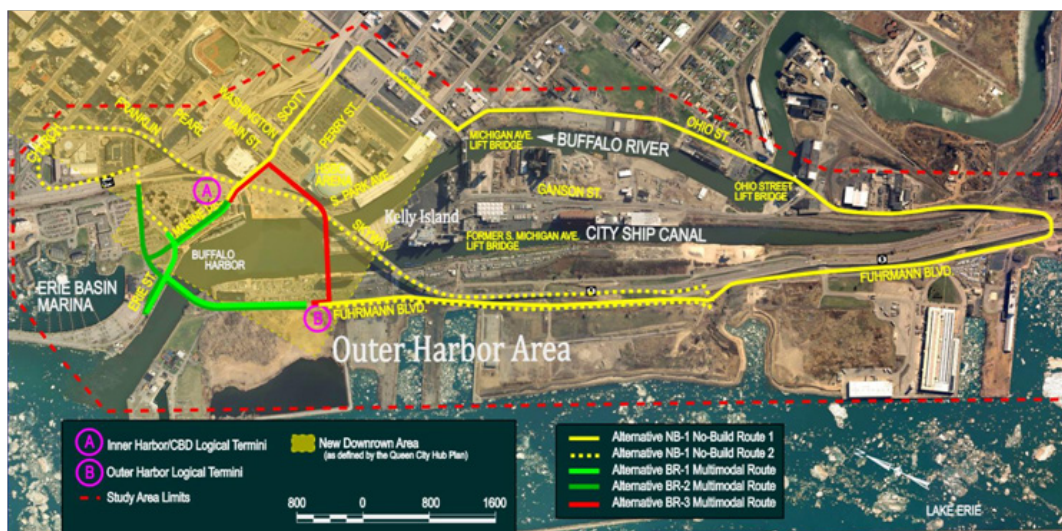 CHURCH
FRANKLIN
PEARL
WASHINGTON
MAIN ST.
SCOTT
PERRY ST.
HSBC
ARENA
S. PARK AVE.
SKYWAY
MARINE
A
BUFFALO
HARBOR
ERIE ST.
ERIE BASIN
MARINA
B
FUHRMANN BLVD.
Kelly Island
MICHIGAN AVE.
LIFT BRIDGE
BUFFALO RIVER
OHIO ST.
GANSON ST.
OHIO STREET
LIFT BRIDGE
FORMER S. MICHIGAN AVE.
LIFT BRIDGE
CITY SHIP CANAL
FUHRMANN BLVD.
Outer Harbor Area
A Inner Harbor/CBD Logical Termini
B Outer Harbor Logical Termini
Study Area Limits
New Downrown Area
(as defined by the Queen City Hub Plan)
800 0 800 1600
Alternative NB-1 No-Build Route 1
Alternative NB-1 No-Build Route 2
Alternative BR-1 Multimodal Route
Alternative BR-2 Multimodal Route
Alternative BR-3 Multimodal Route
LAKE ERIE